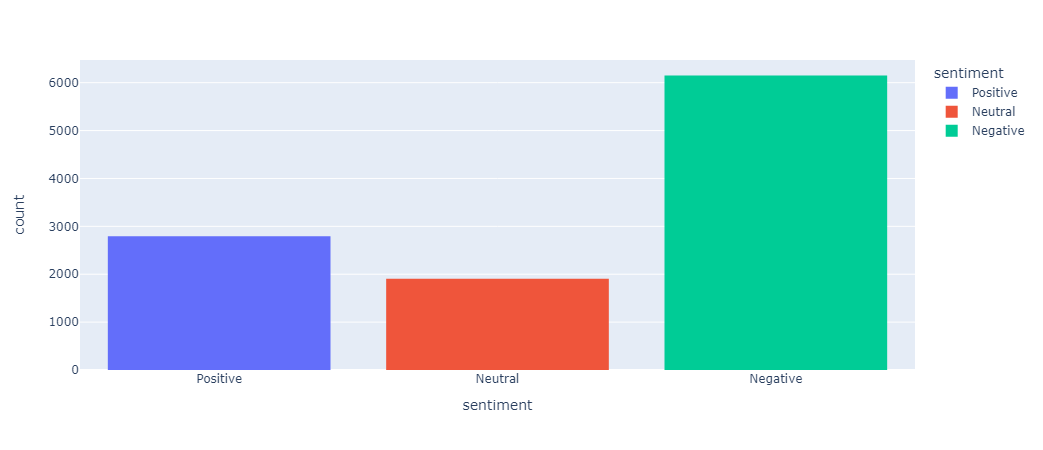 6000
5000
4000
3000
2000
1000
0
count
Positive
Neutral
Negative
sentiment
sentiment
Positive
Neutral
Negative